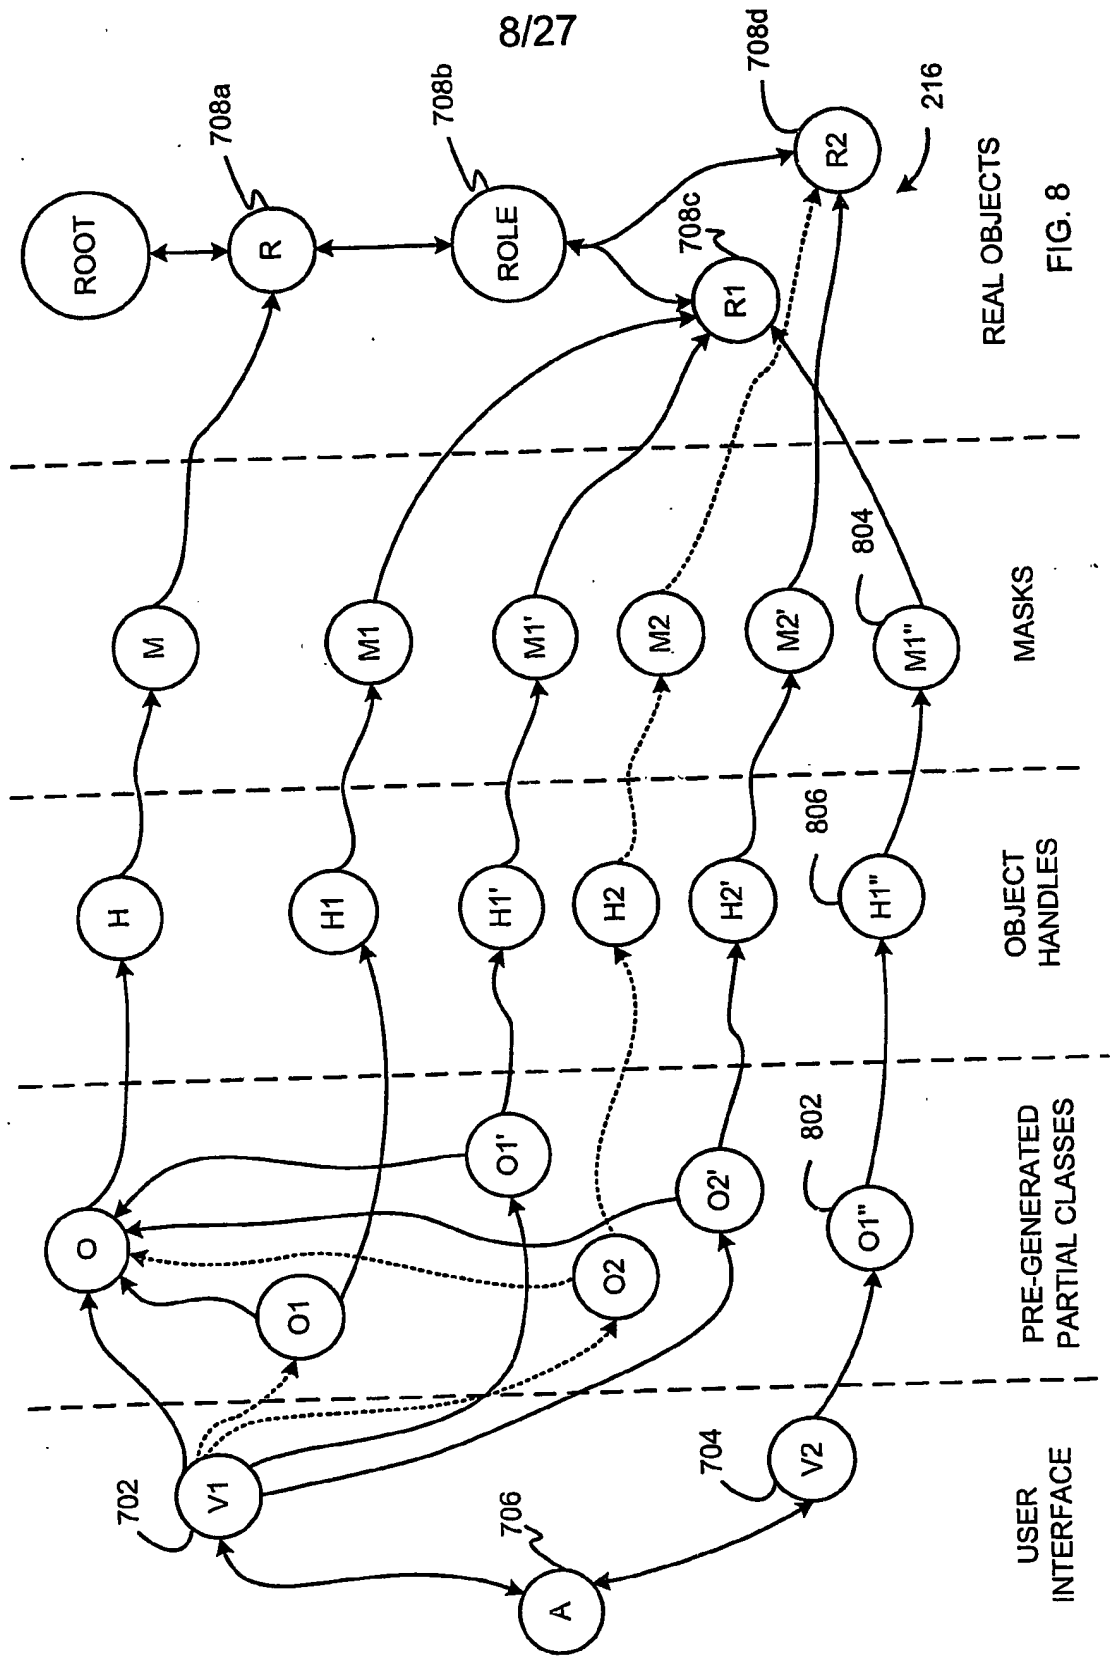 8/27
ROOT
708a
R
708b
ROLE
708c
R1
708d
R2
216
REAL OBJECTS
FIG. 8
M
M1
M1'
M2
M2'
804
M1"
MASKS
H
H1
H1'
H2
H2'
806
H1"
OBJECT
HANDLES
O
O1
O1'
O2
O2'
802
O1"
PRE-GENERATED
PARTIAL CLASSES
702
V1
706
A
704
V2
USER
INTERFACE